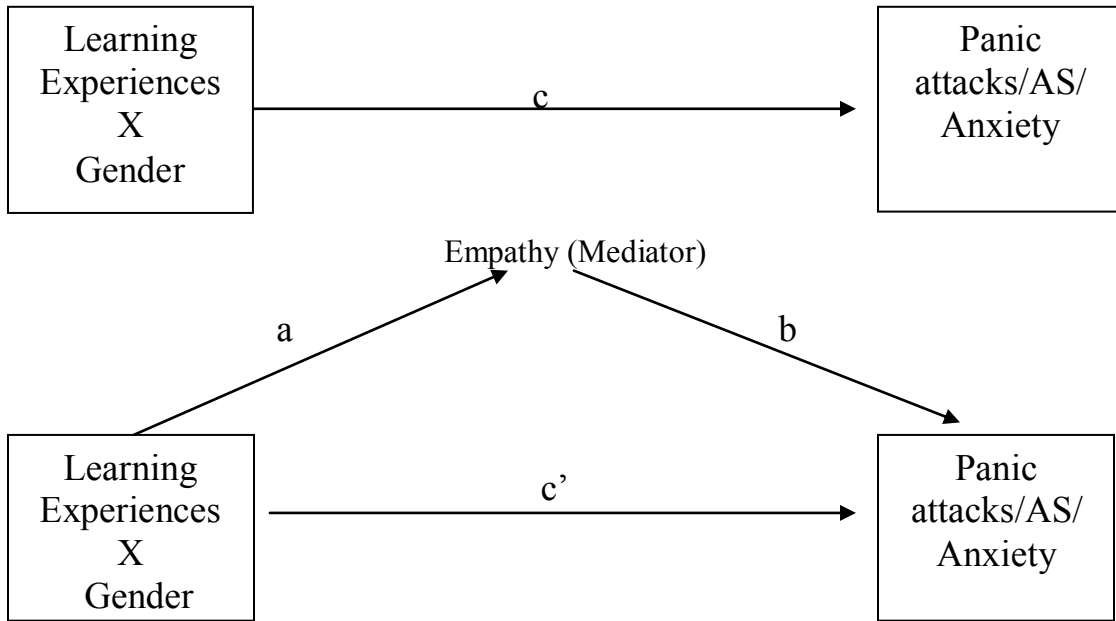 Learning
Experiences
X
Gender
c
Panic
attacks/AS/
Anxiety
Empathy (Mediator)
a
b
Learning
Experiences
X
Gender
c’
Panic
attacks/AS/
Anxiety